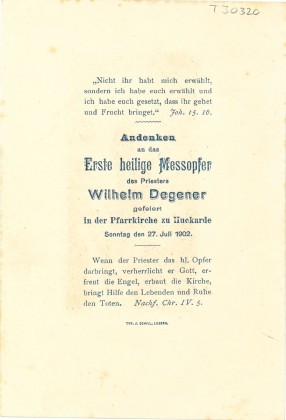 T J0320
„Nicht ihr habt mich erwählt,
sondern ich habe euch erwählt und
ich habe euch gesetzt, dass ihr gehet
und Frucht bringet.“ Joh. 15. 16.
Andenken
an das
Erste heilige Messopfer
des Priesters
Wilhelm Degener
gefeiert
in der Pfarrkirche zu Huckarde
Sonntag den 27. Juli 1902.
Wenn der Priester das hl. Opfer
darbringt, verherrlicht er Gott, er-
freut die Engel, erbaut die Kirche,
bringt Hilfe den Lebenden und Ruhe
den Toten. Nachf. Chr. IV. 5.
TYP. J.